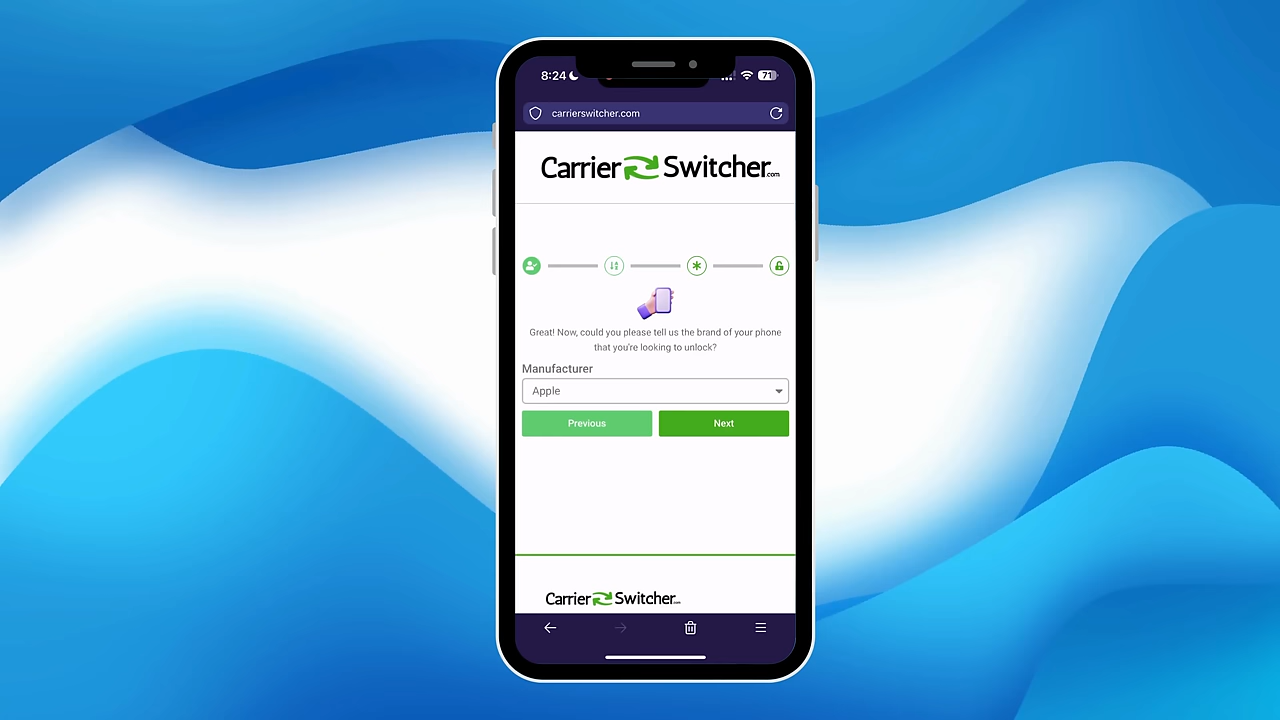 8:24
71
carrierswitcher.com
Carrier Switcher.com
Great! Now, could you please tell us the brand of your phone
that you're looking to unlock?
Manufacturer
Apple
Previous
Next
Carrier Switcher.com